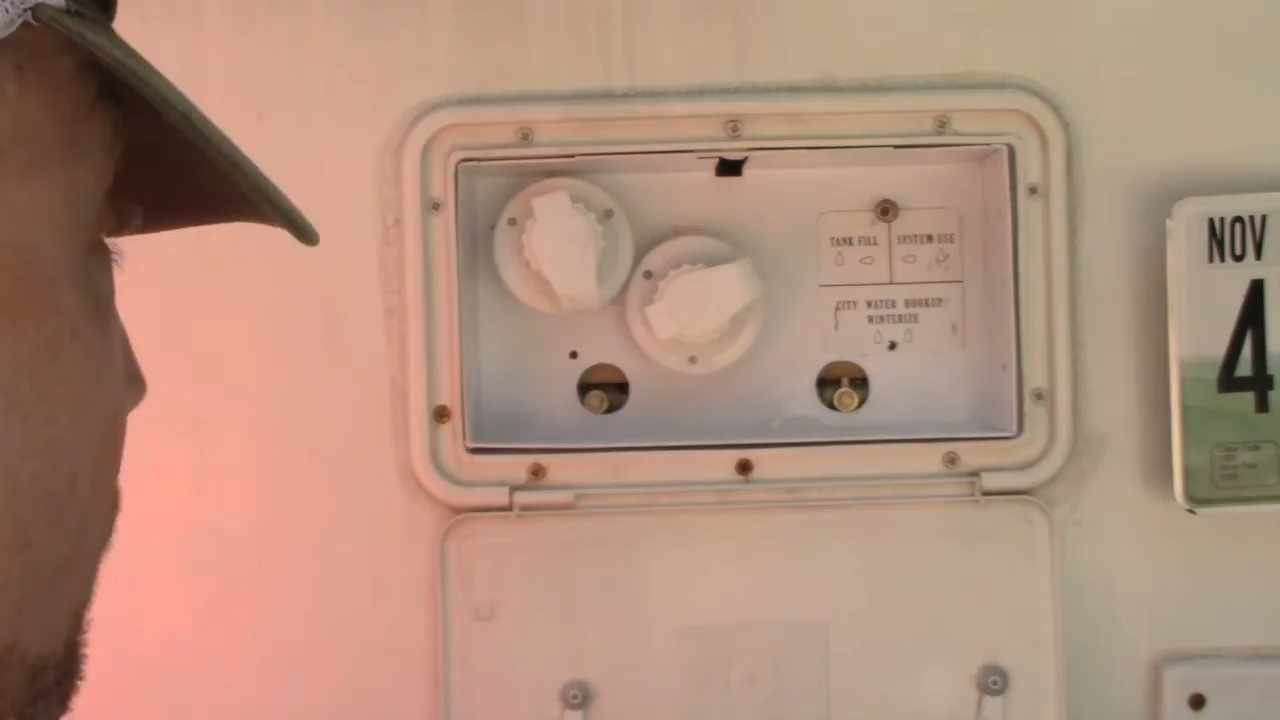 TANK FILL
SYSTEM USE
CITY WATER HOOKUP/
WINTERIZE
NOV
4